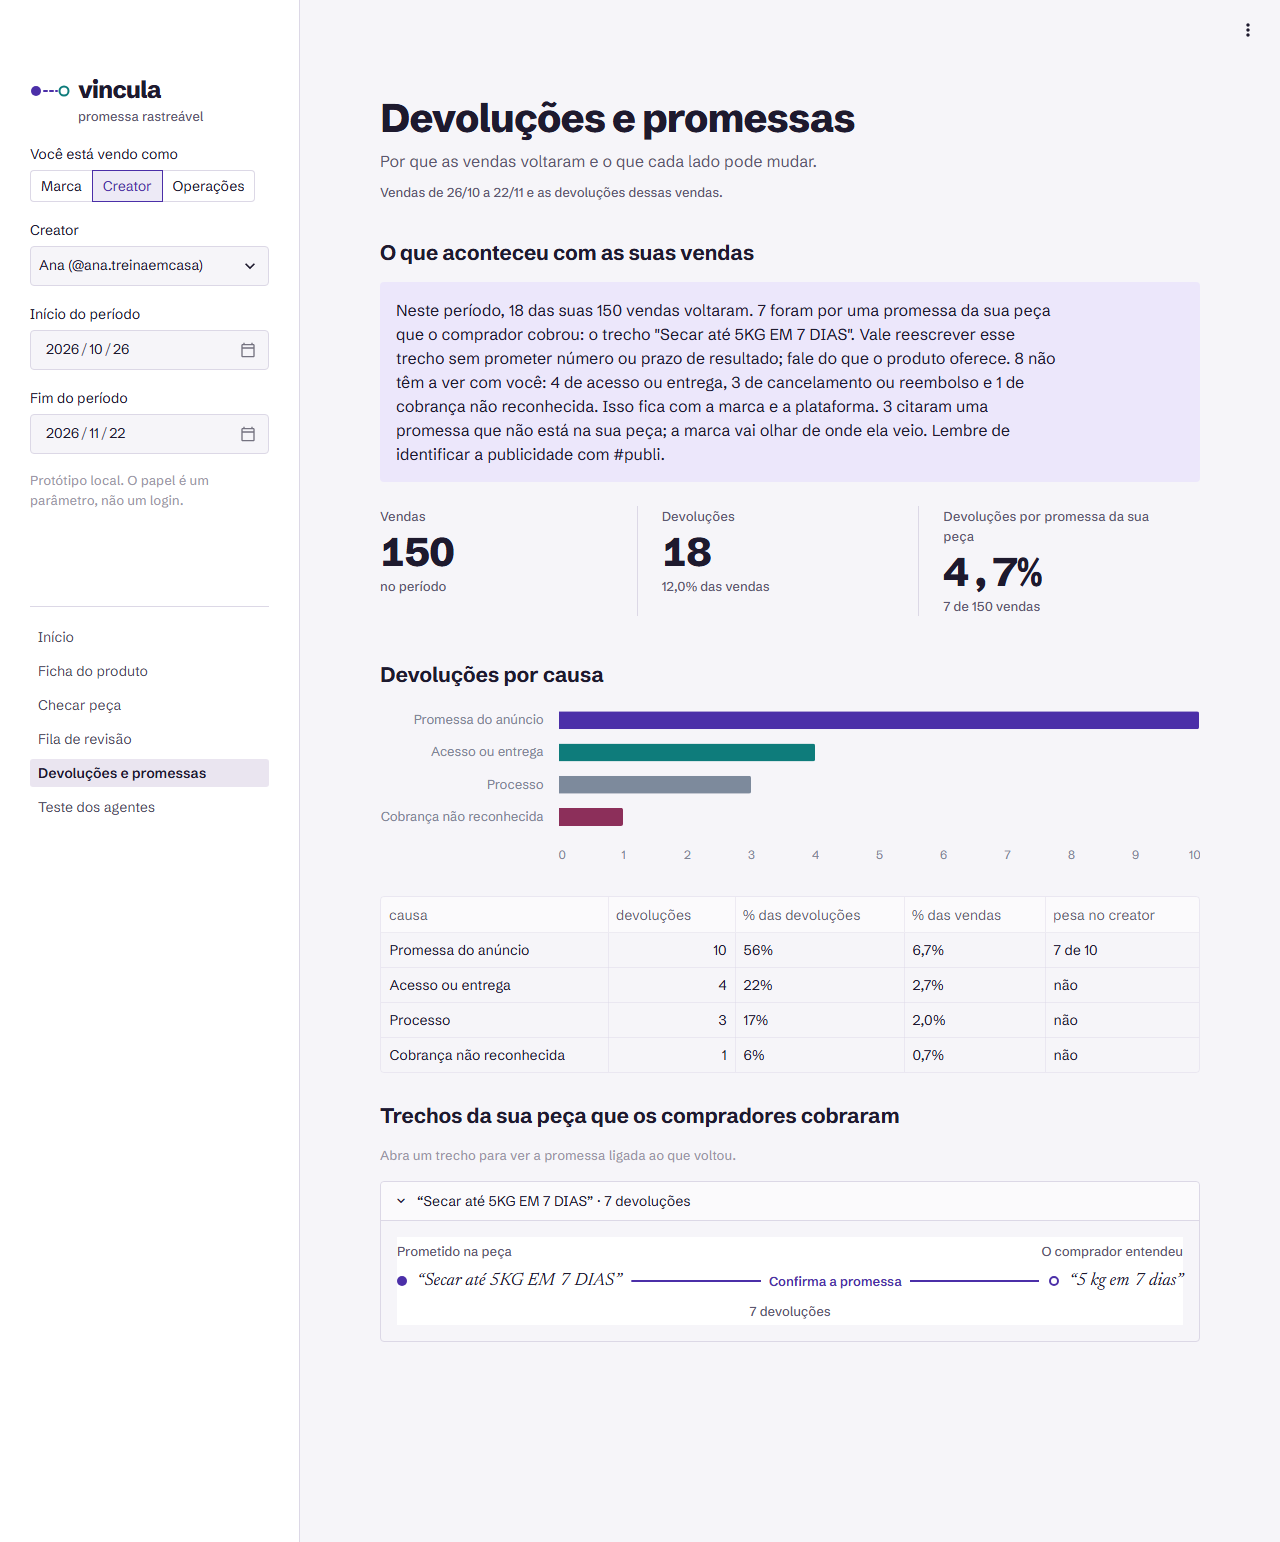 vincula
promessa rastreável
Você está vendo como
Marca Creator Operações
Creator
Ana (@ana.treinaemcasa)
Início do período
2026 / 10 / 26
Fim do período
2026 / 11 / 22
Protótipo local. O papel é um
parâmetro, não um login.
Início
Ficha do produto
Checar peça
Fila de revisão
Devoluções e promessas
Teste dos agentes
Devoluções e promessas
Por que as vendas voltaram e o que cada lado pode mudar.
Vendas de 26/10 a 22/11 e as devoluções dessas vendas.
O que aconteceu com as suas vendas
Neste período, 18 das suas 150 vendas voltaram. 7 foram por uma promessa da sua peça
que o comprador cobrou: o trecho "Secar até 5KG EM 7 DIAS". Vale reescrever esse
trecho sem prometer número ou prazo de resultado; fale do que o produto oferece. 8 não
têm a ver com você: 4 de acesso ou entrega, 3 de cancelamento ou reembolso e 1 de
cobrança não reconhecida. Isso fica com a marca e a plataforma. 3 citaram uma
promessa que não está na sua peça; a marca vai olhar de onde ela veio. Lembre de
identificar a publicidade com #publi.
Vendas
150
no período
Devoluções
18
12,0% das vendas
Devoluções por promessa da sua
peça
4,7%
7 de 150 vendas
Devoluções por causa
Promessa do anúncio
Acesso ou entrega
Processo
Cobrança não reconhecida
0 1 2 3 4 5 6 7 8 9 10
causa devoluções % das devoluções % das vendas pesa no creator
Promessa do anúncio 10 56% 6,7% 7 de 10
Acesso ou entrega 4 22% 2,7% não
Processo 3 17% 2,0% não
Cobrança não reconhecida 1 6% 0,7% não
Trechos da sua peça que os compradores cobraram
Abra um trecho para ver a promessa ligada ao que voltou.
“Secar até 5KG EM 7 DIAS” · 7 devoluções
Prometido na peça O comprador entendeu
“Secar até 5KG EM 7 DIAS” Confirma a promessa “5 kg em 7 dias”
7 devoluções